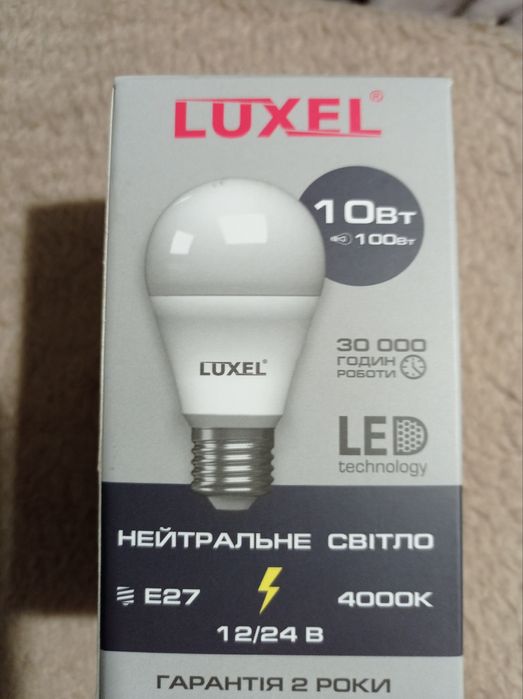 LUXEL®
10Вт
100Вт
LUXEL®
30 000
ГОДИН
РОБОТИ
LED
technology
НЕЙТРАЛЬНЕ СВІТЛО
E27
4000K
12/24 В
ГАРАНТІЯ 2 РОКИ